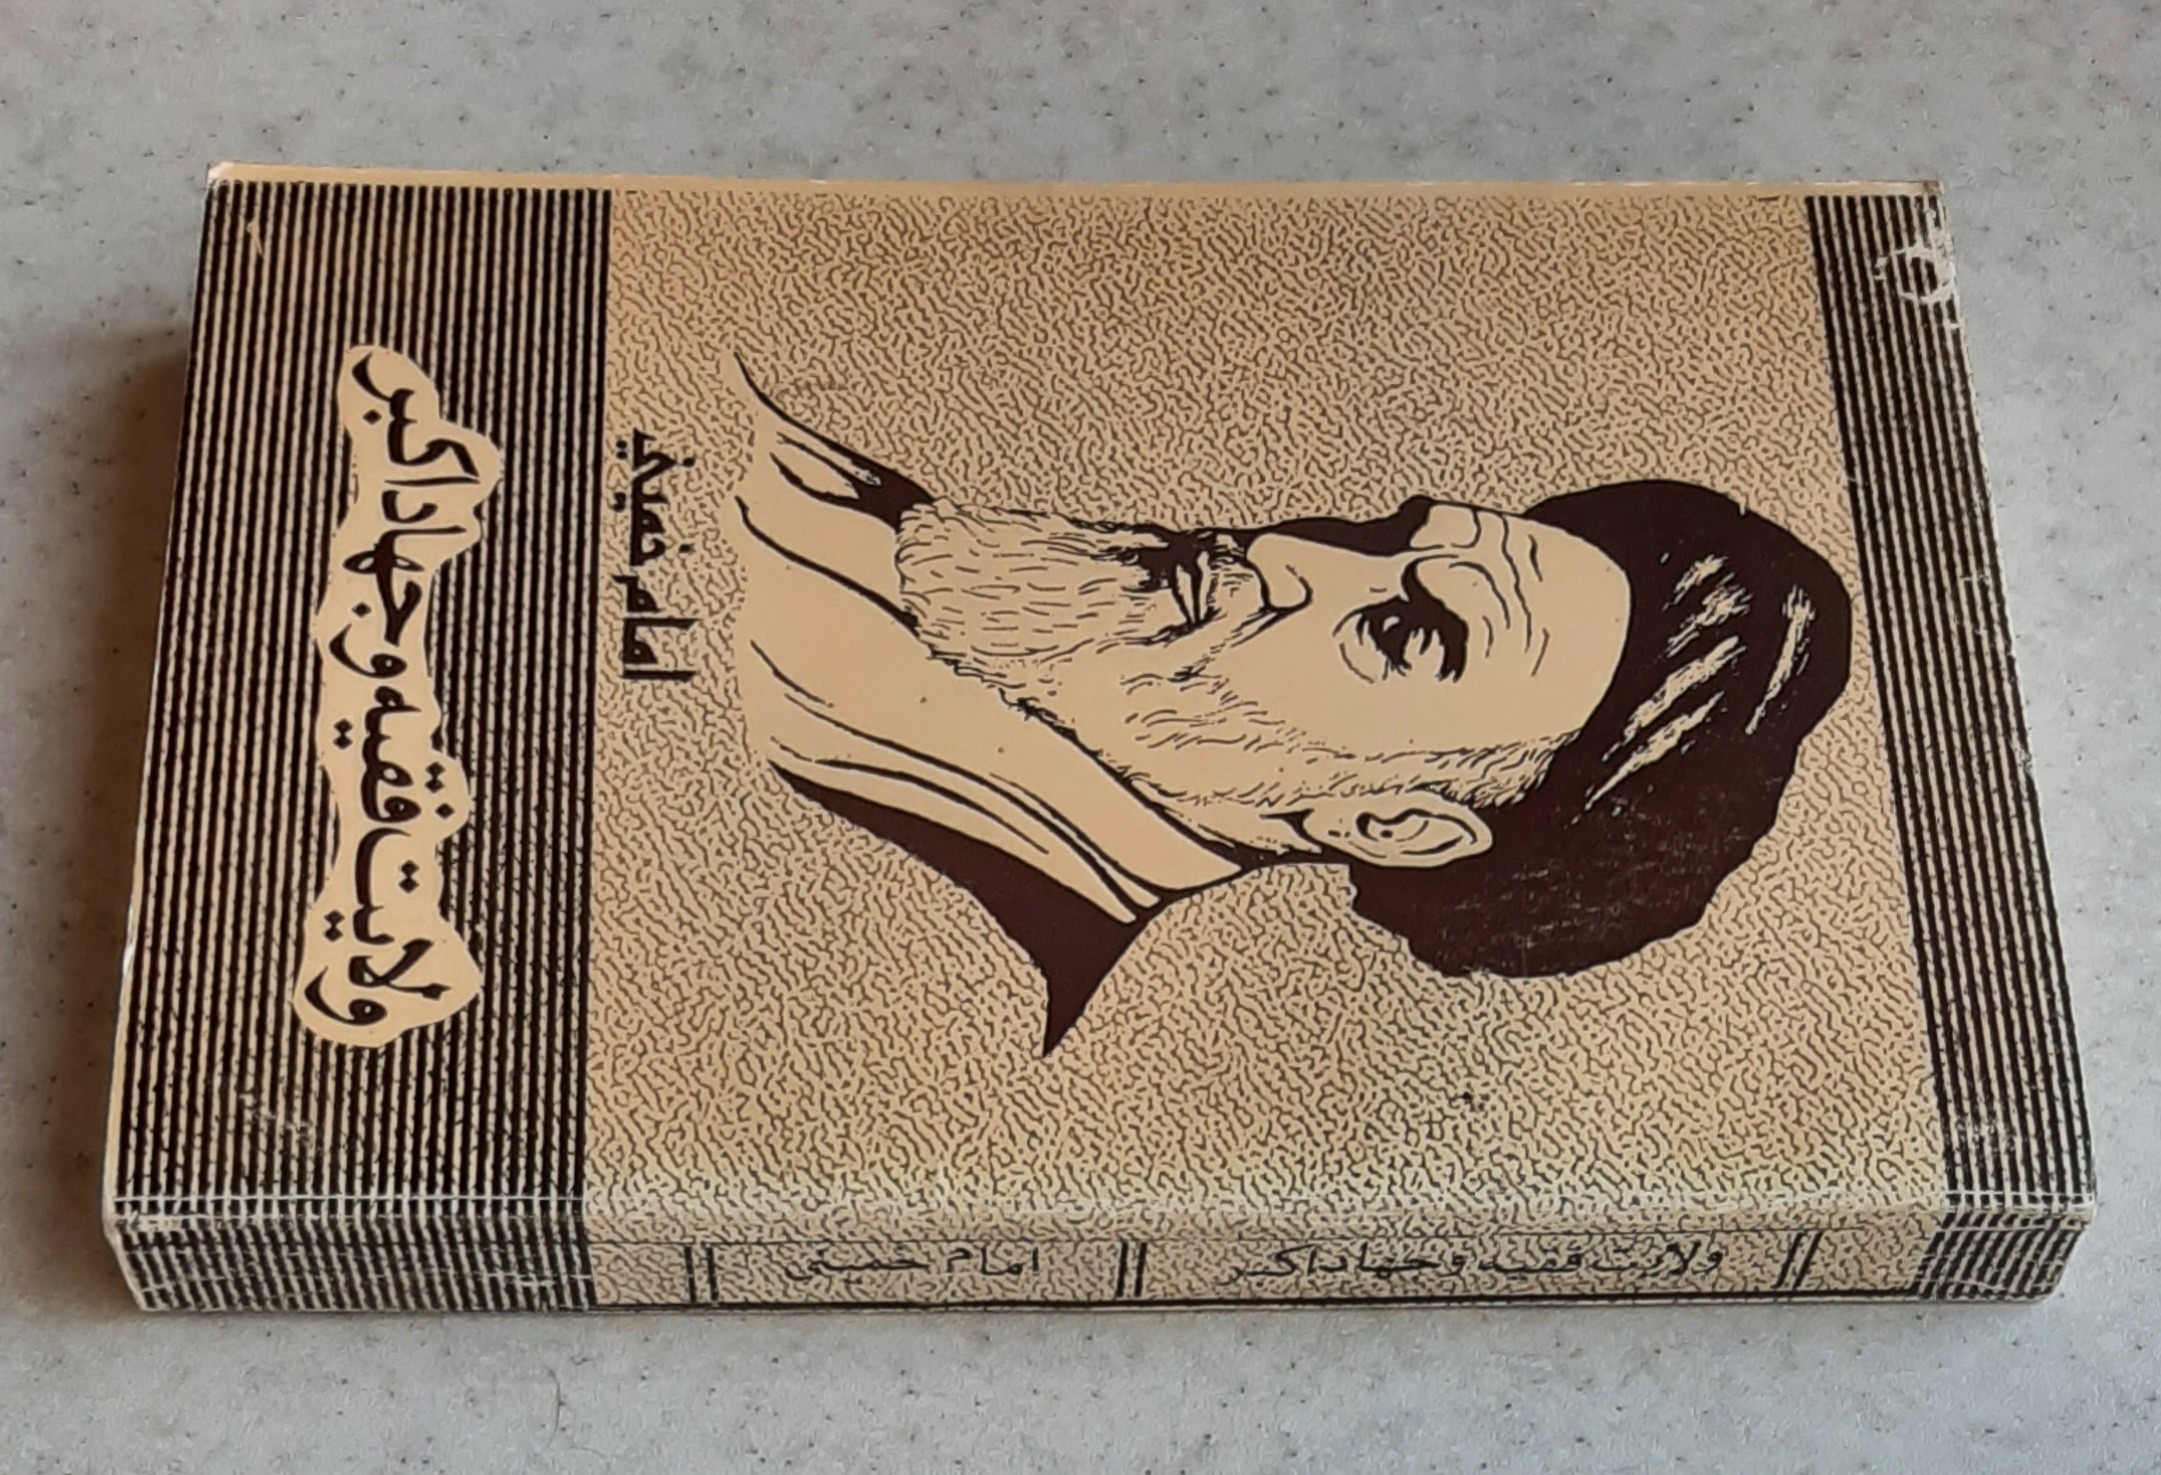 امام خمینی
ولایت فقیه و جهاد اکبر
ولایت فقیه و جهاد اکبر
امام خمینی